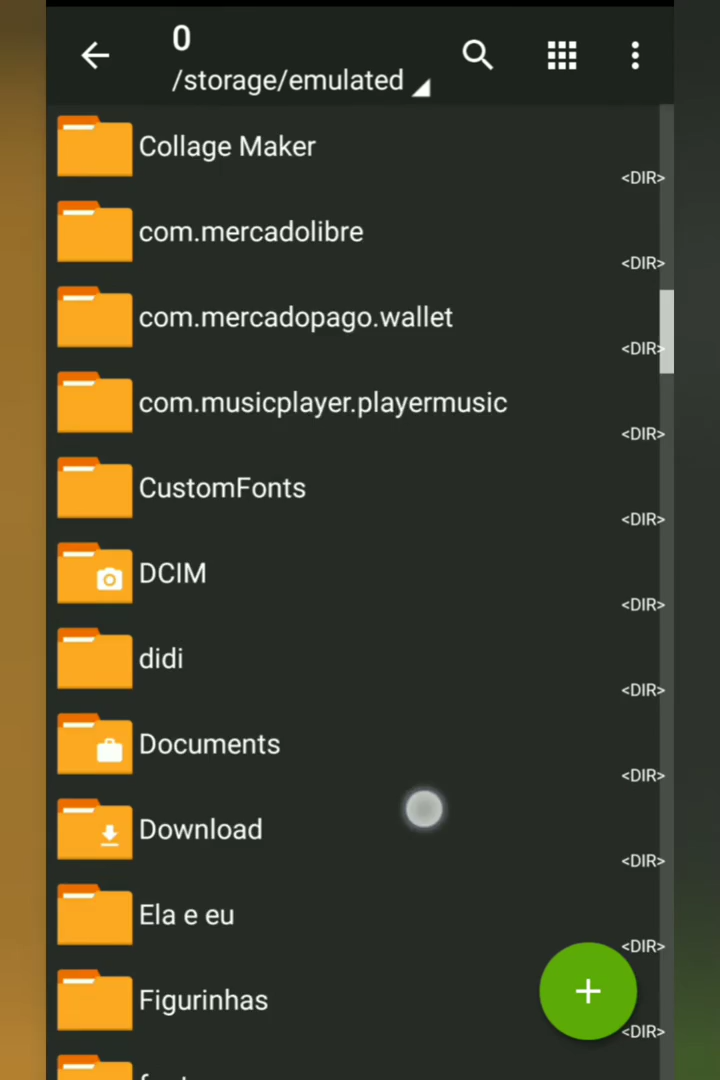 0
/storage/emulated
Collage Maker
<DIR>
com.mercadolibre
<DIR>
com.mercadopago.wallet
<DIR>
com.musicplayer.playermusic
<DIR>
CustomFonts
<DIR>
DCIM
<DIR>
didi
<DIR>
Documents
<DIR>
Download
<DIR>
Ela e eu
<DIR>
Figurinhas
<DIR>